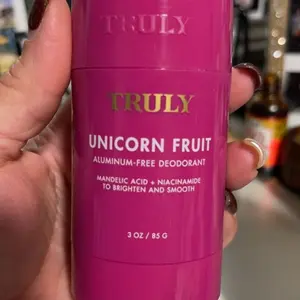 TRULY
TRULY
UNICORN FRUIT
ALUMINUM-FREE DEODORANT
MANDELIC ACID + NIACINAMIDE
TO BRIGHTEN AND SMOOTH
3 OZ / 85 G